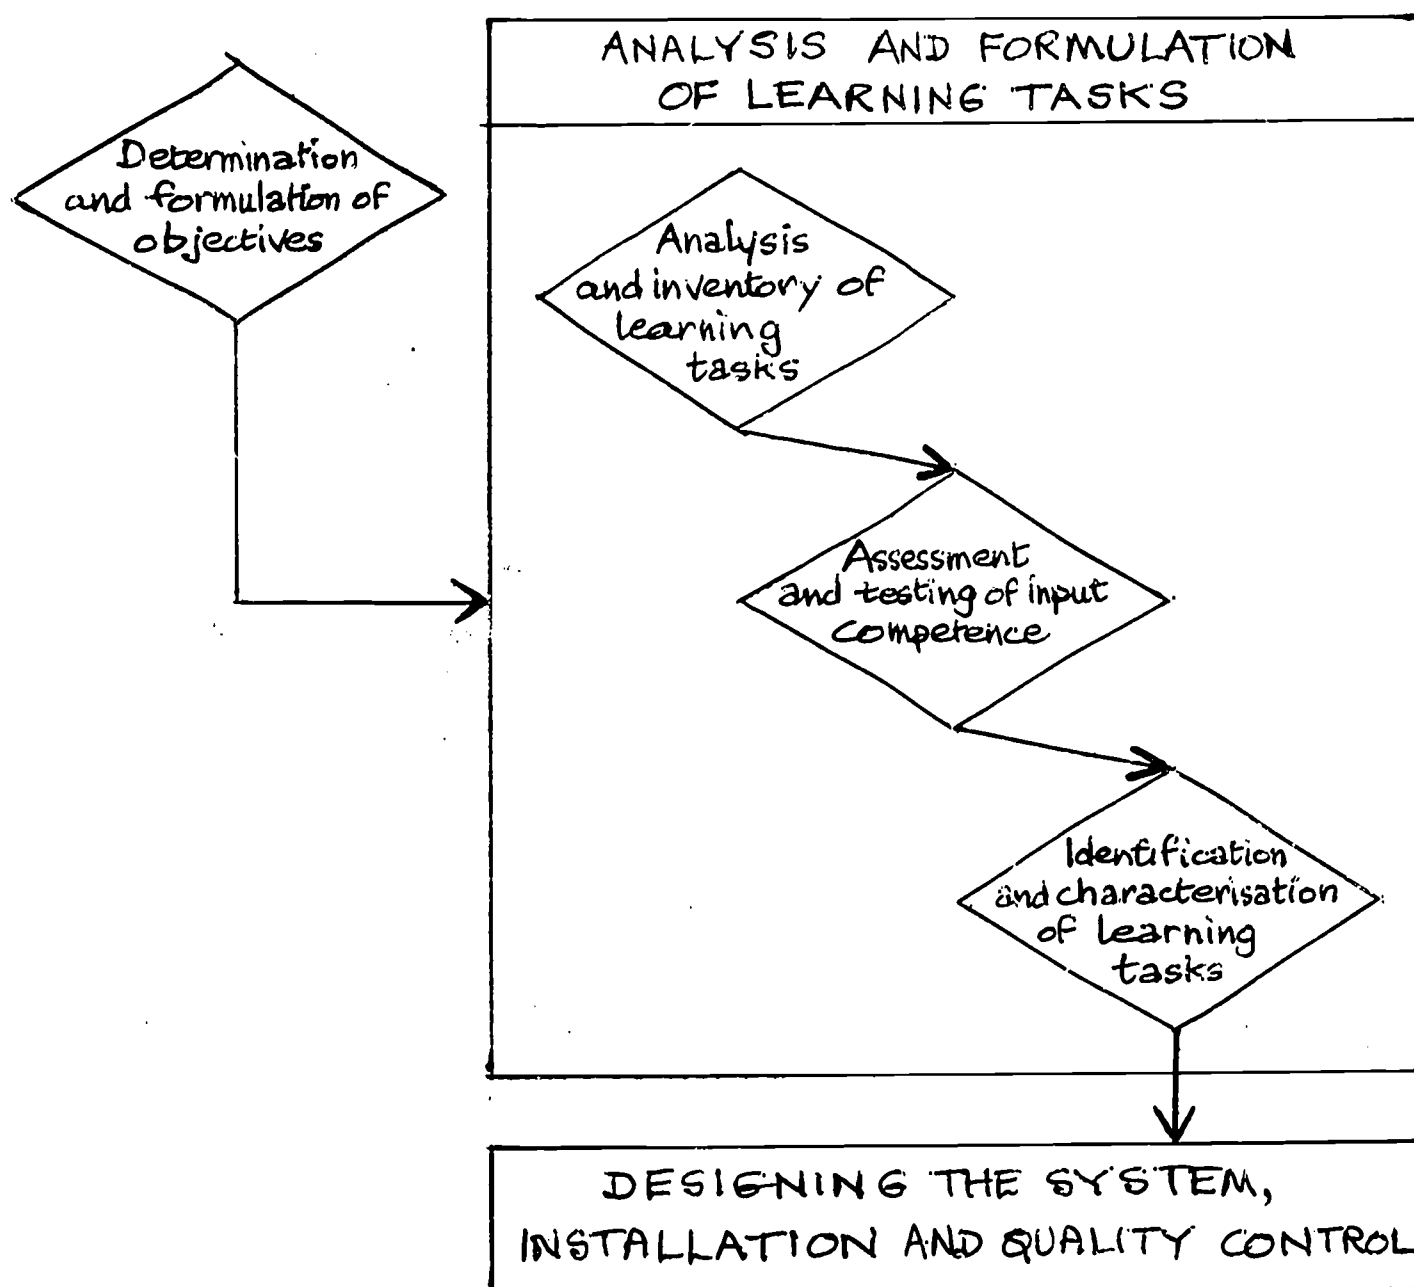 ANALYSIS AND FORMULATION
OF LEARNING TASKS
Determination
and formulation of
objectives
Analysis
and inventory of
learning
tasks
Assessment
and testing of input
competence
Identification
and characterisation
of learning
tasks
DESIGNING THE SYSTEM,
INSTALLATION AND QUALITY CONTROL